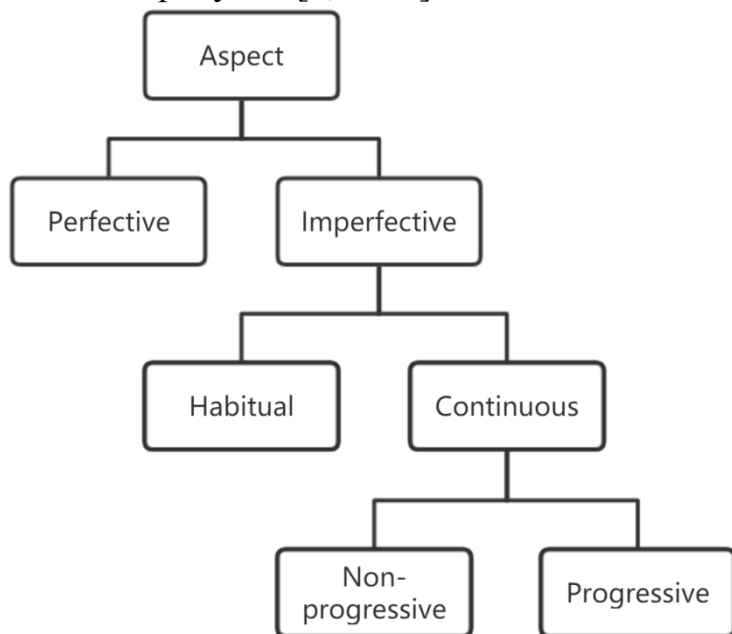 Aspect
Perfective
Imperfective
Habitual
Continuous
Non-
progressive
Progressive